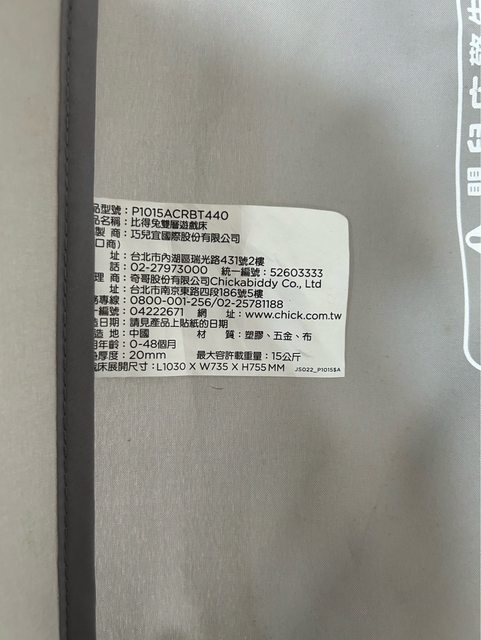 品型號：P1015ACRBT440
品名稱：比得兔雙層遊戲床
製 商：巧兒宜國際股份有限公司
口商)
址：台北市內湖區瑞光路431號2樓
話：02-27973000 統一編號：52603333
理 商：奇哥股份有限公司Chickabiddy Co., Ltd
址：台北市南京東路四段186號5樓
務專線：0800-001-256/02-25781188
一編號：04222671 網 址：www.chick.com.tw
造日期：請見產品上貼紙的日期
造 地：中國 材 質：塑膠、五金、布
用年齡：0-48個月
厚度：20mm 最大容許載重量：15公斤
戲床展開尺寸：L1030 X W735 X H755 MM JS022_P1015$A